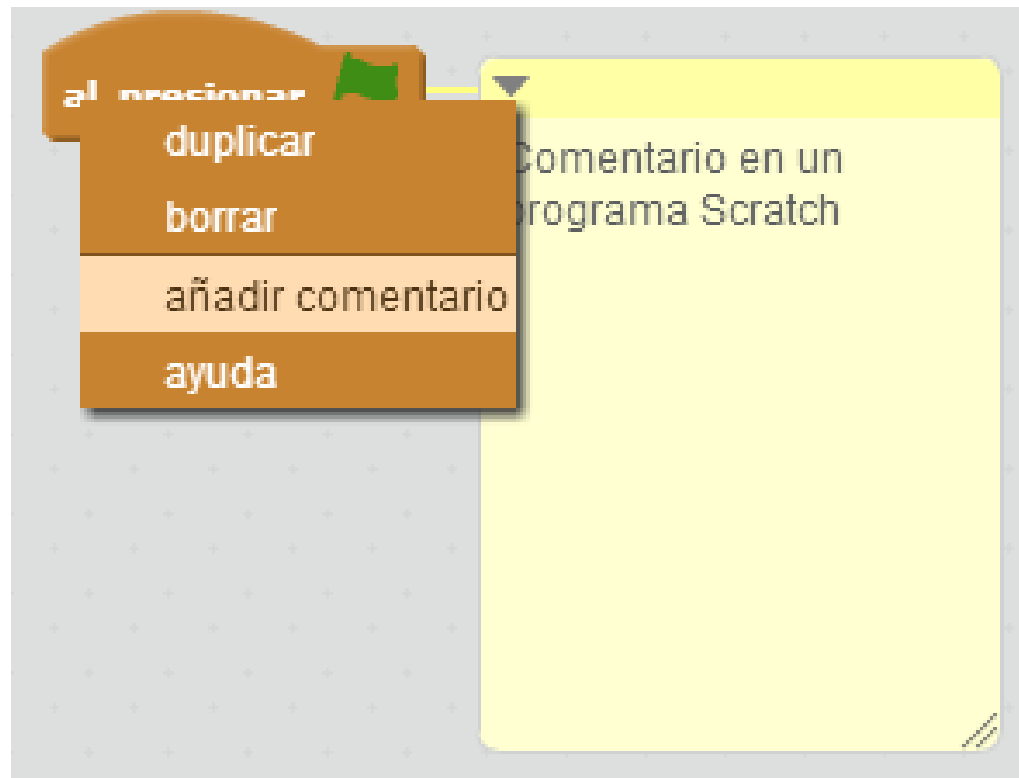 al presionar
duplicar
borrar
añadir comentario
ayuda
Comentario en un
programa Scratch